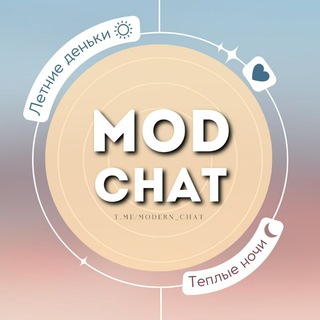 Летние деньки
MOD
CHAT
T.ME/MODERN_CHAT
Теплые ночи